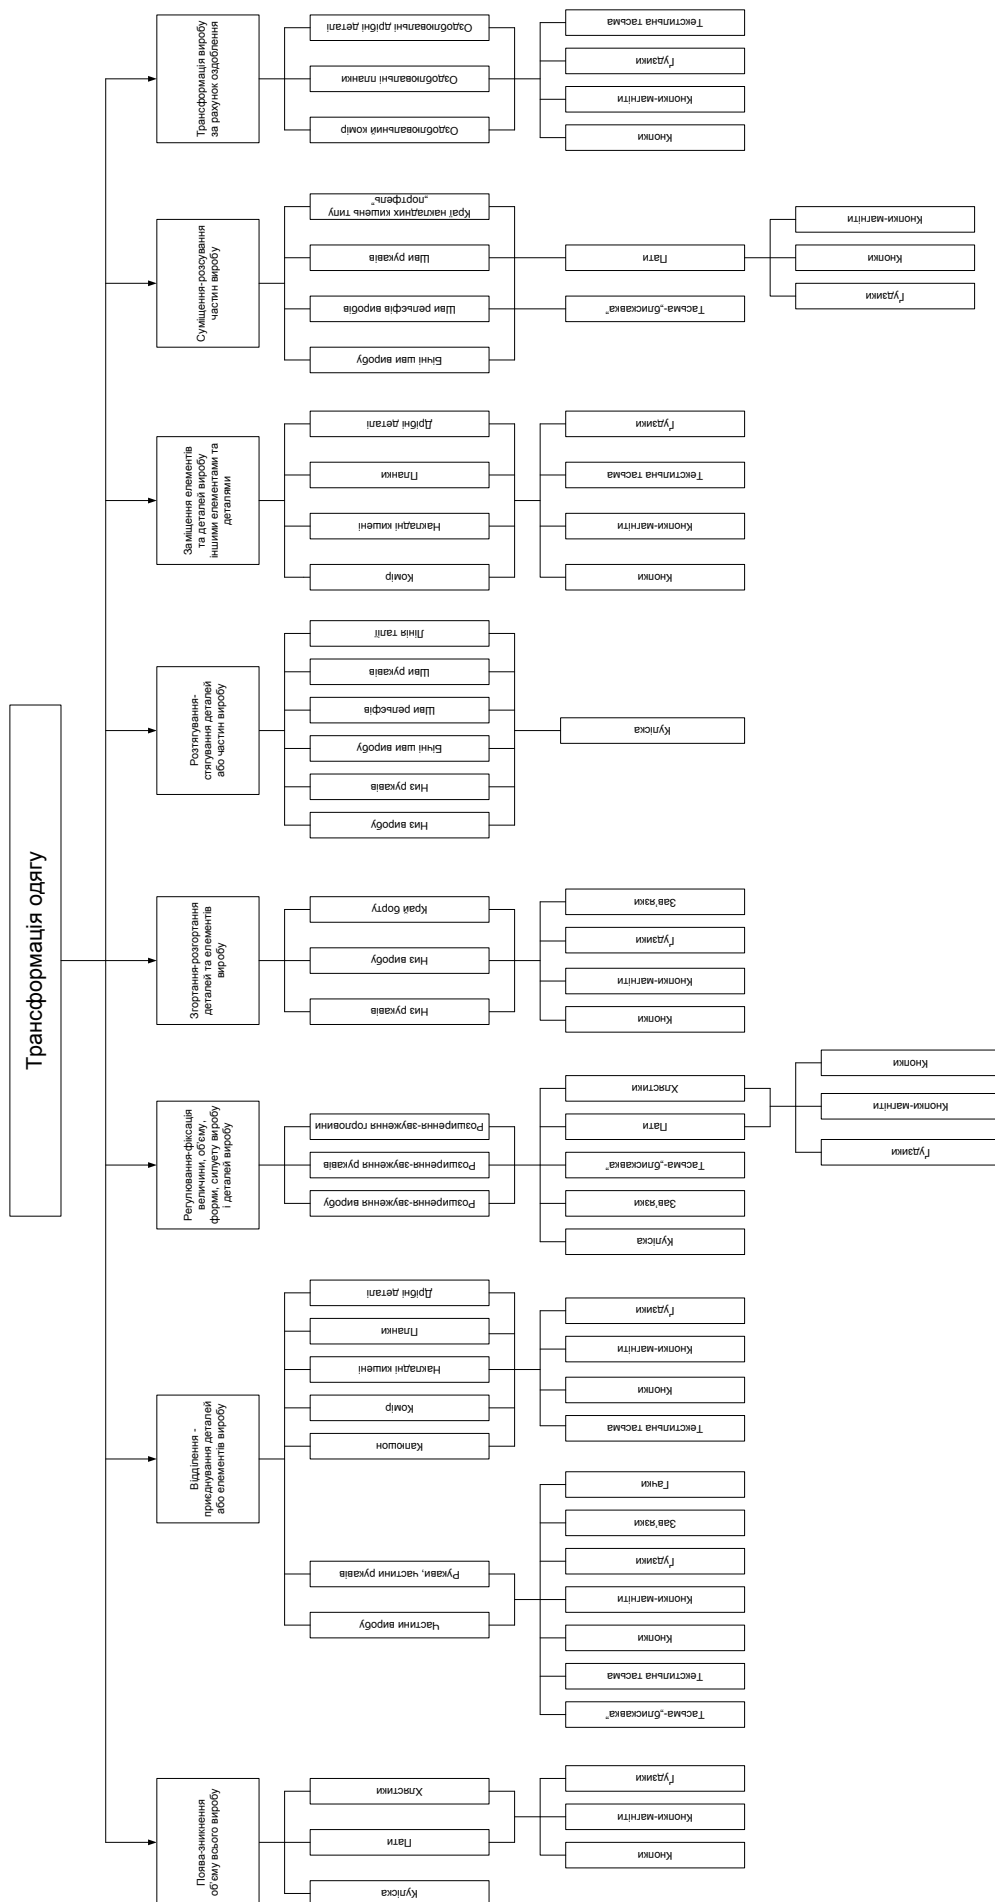 Трансформація одягу
Поява-зникнення
об'єму всього виробу
Куліска
Пати
Хлястики
Кнопки
Кнопки-магніти
Ґудзики
Відділення -
приєднування деталей
або елементів виробу
Частини виробу
Рукави, частини рукавів
Тасьма-„блискавка”
Текстильна тасьма
Кнопки
Кнопки-магніти
Ґудзики
Зав'язки
Гачки
Капюшон
Комір
Накладні кишені
Планки
Дрібні деталі
Текстильна тасьма
Кнопки
Кнопки-магніти
Ґудзики
Регулювання-фіксація
величини, об'єму,
форми, силуету виробу
і деталей виробу
Розширення-звуження виробу
Розширення-звуження рукавів
Розширення-звуження горловини
Куліска
Зав'язки
Тасьма-„блискавка”
Пати
Хлястики
Ґудзики
Кнопки-магніти
Кнопки
Згортання-розгортання
деталей та елементів
виробу
Низ рукавів
Низ виробу
Край борту
Кнопки
Кнопки-магніти
Ґудзики
Зав'язки
Розтягування-
стягування деталей
або частин виробу
Низ виробу
Низ рукавів
Бічні шви виробу
Шви рельєфів
Шви рукавів
Лінія талії
Куліска
Заміщення елементів
та деталей виробу
іншими елементами та
деталями
Комір
Накладні кишені
Планки
Дрібні деталі
Кнопки
Кнопки-магніти
Текстильна тасьма
Ґудзики
Суміщення-розсування
частин виробу
Бічні шви виробу
Шви рельєфів виробів
Шви рукавів
Краї накладних кишень типу
„портфель”
Тасьма-„блискавка”
Пати
Ґудзики
Кнопки
Кнопки-магніти
Трансформація виробу
за рахунок оздоблення
Оздоблювальний комір
Оздоблювальні планки
Оздоблювальні дрібні деталі
Кнопки
Кнопки-магніти
Ґудзики
Текстильна тасьма